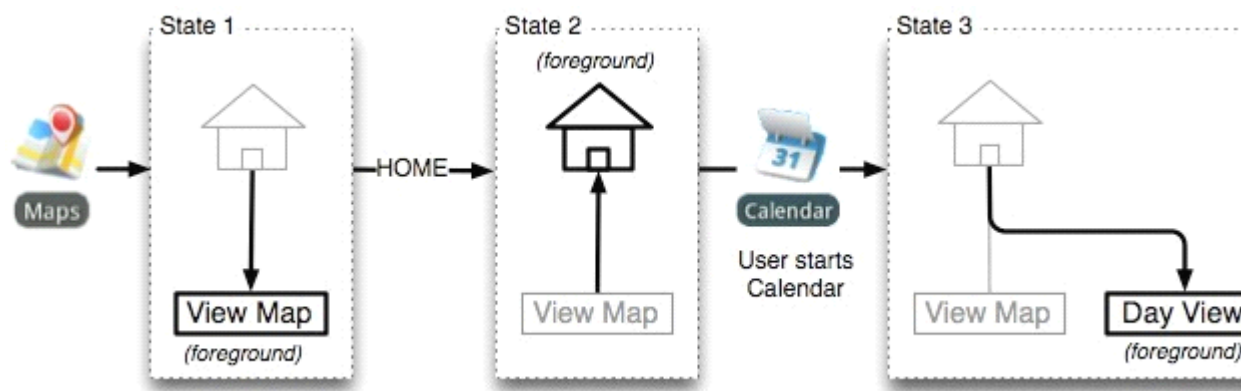 State 1
State 2
State 3
(foreground)
Maps
HOME
31
Calendar
User starts
Calendar
View Map
(foreground)
View Map
View Map
Day View
(foreground)